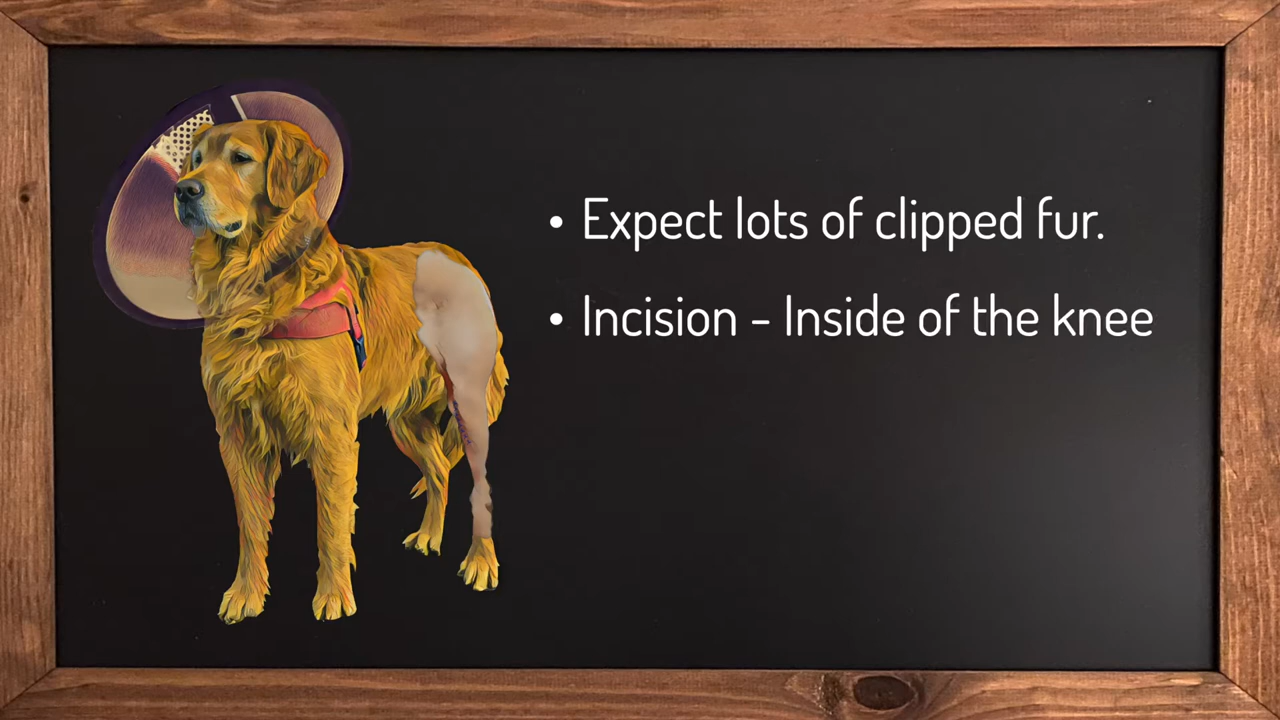 • Expect lots of clipped fur.
• Incision - Inside of the knee